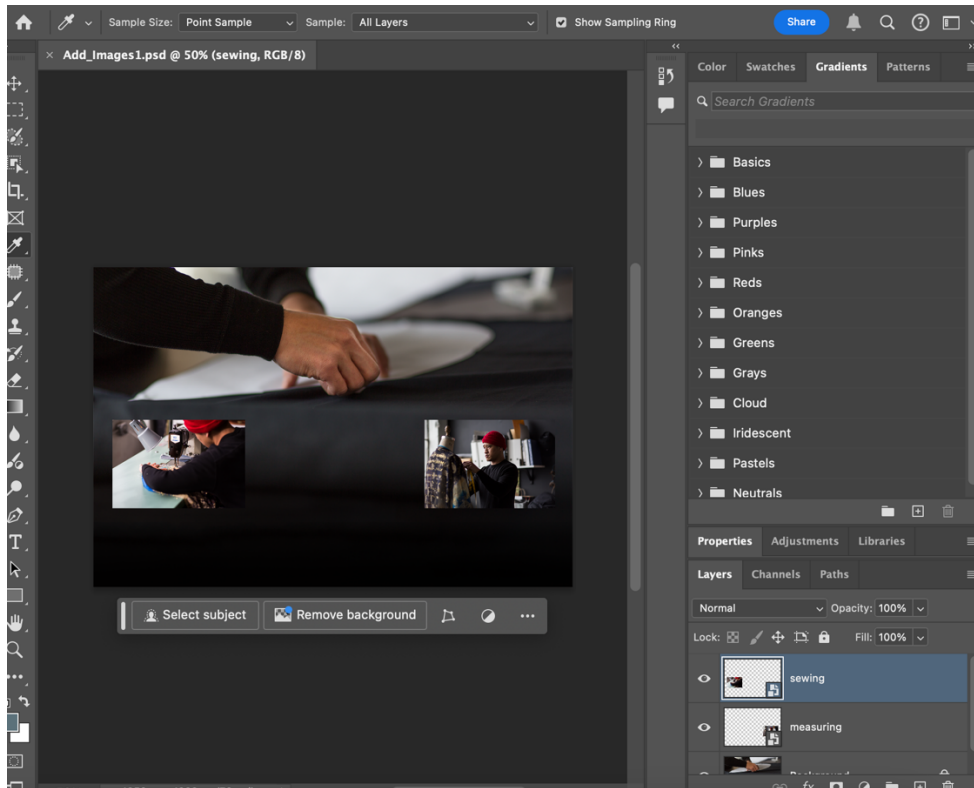 Sample Size: Point Sample Sample: All Layers Show Sampling Ring Share
× Add_Images1.psd @ 50% (sewing, RGB/8)
Color Swatches Gradients Patterns
Search Gradients
Basics
Blues
Purples
Pinks
Reds
Oranges
Greens
Grays
Cloud
Iridescent
Pastels
Neutrals
Select subject Remove background
Properties Adjustments Libraries
Layers Channels Paths
Normal Opacity: 100%
Lock: Fill: 100%
sewing
measuring
Background
fx